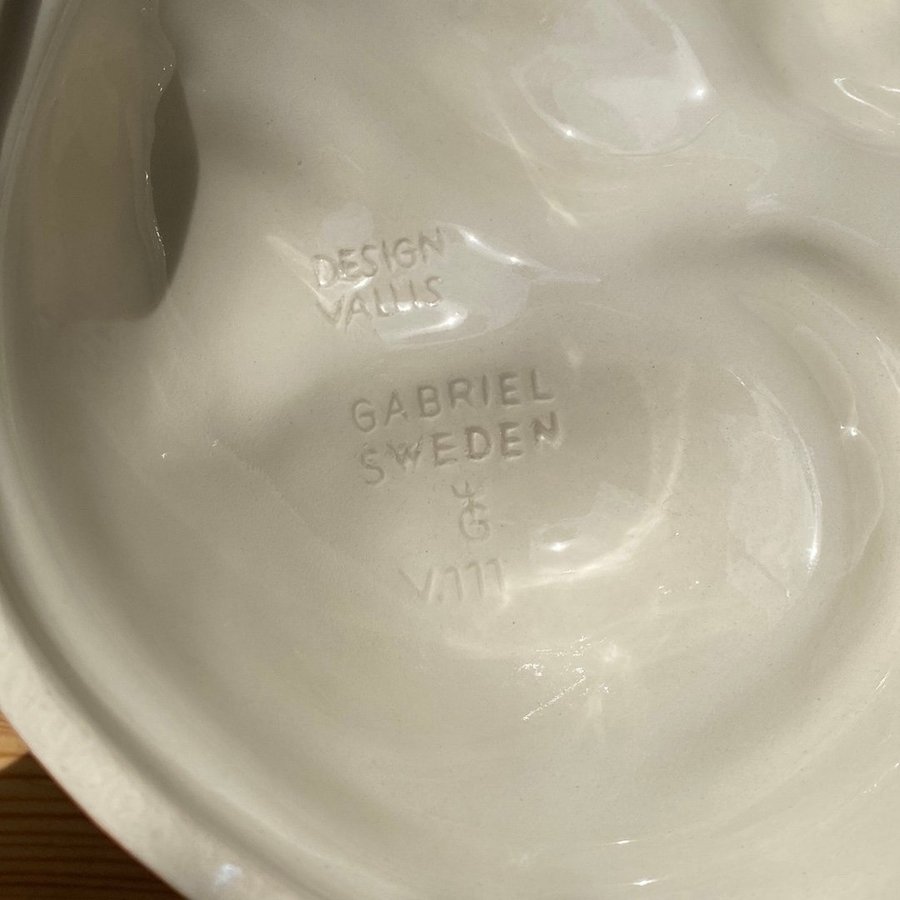 DESIGN
VALLIS
GABRIEL
SWEDEN
G
V.111